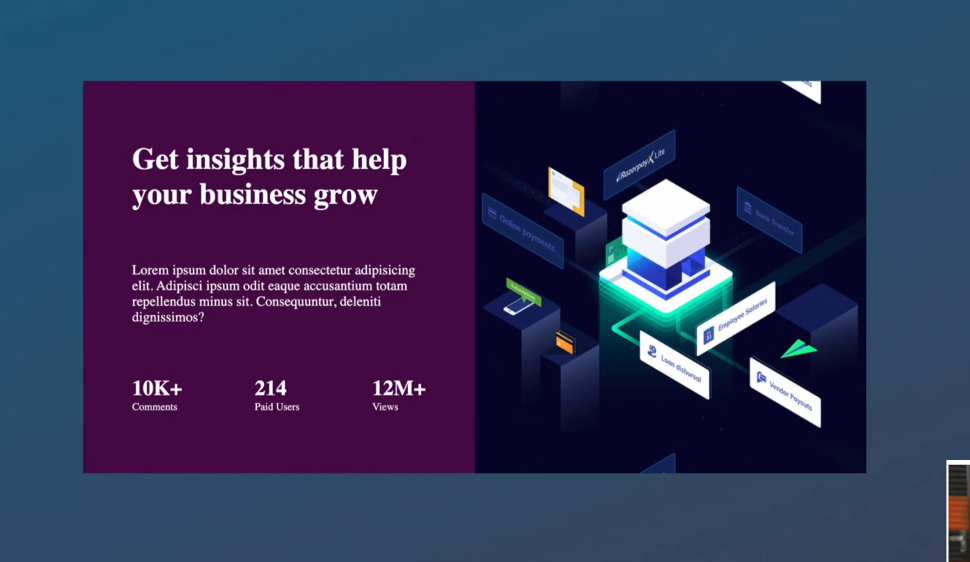 Get insights that help
your business grow
Lorem ipsum dolor sit amet consectetur adipisicing
elit. Adipisci ipsum odit eaque accusantium totam
repellendus minus sit. Consequuntur, deleniti
dignissimos?
10K+
214
12M+
Comments
Paid Users
Views
RazorpayX Lite
Online payments
Bank Transfer
Employee Salaries
Loan disbursal
Vendor Payouts